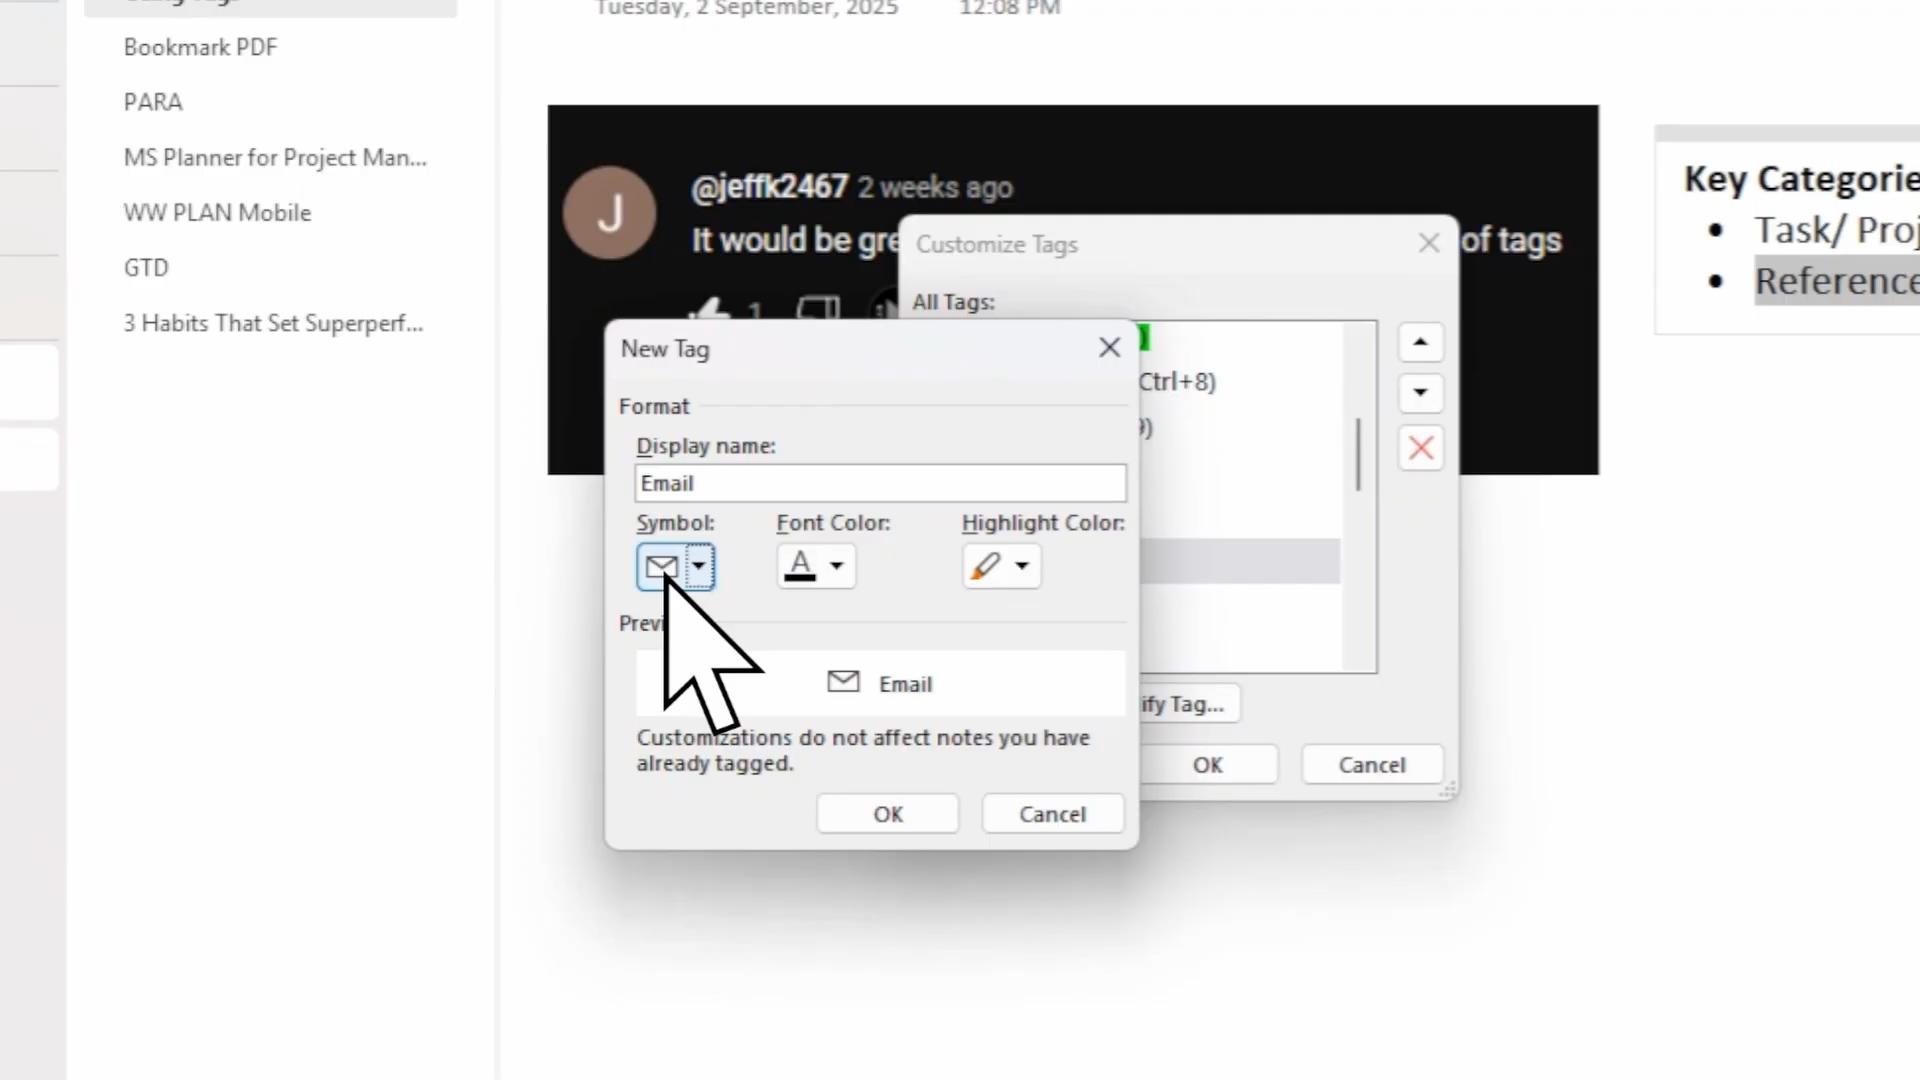 Tuesday, 2 September, 2025 12:08 PM
Bookmark PDF
PARA
MS Planner for Project Man...
WW PLAN Mobile
GTD
3 Habits That Set Superperf...
J
@jeffk2467 2 weeks ago
It would be gre
of tags
1
Key Categorie
Task/ Proj
Reference
Customize Tags
All Tags:
Ctrl+8)
9)
ify Tag...
OK
Cancel
New Tag
Format
Display name:
Email
Symbol:
Font Color:
Highlight Color:
A
Previ
Email
Customizations do not affect notes you have
already tagged.
OK
Cancel